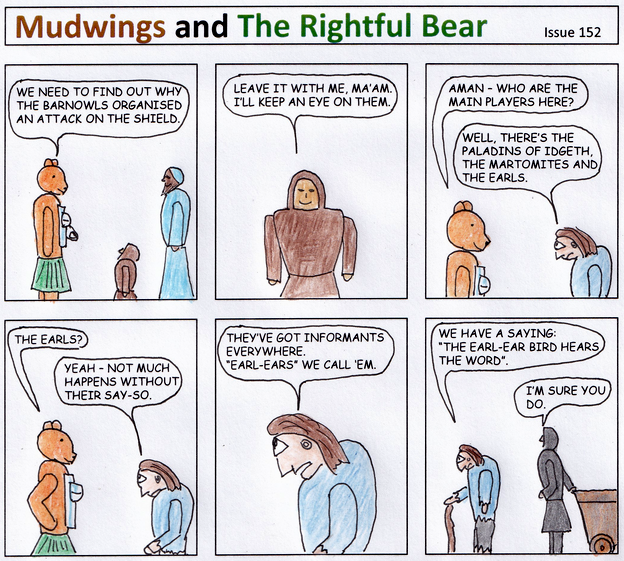 Mudwings and The Rightful Bear
Issue 152
WE NEED TO FIND OUT WHY
THE BARNOWLS ORGANISED
AN ATTACK ON THE SHIELD.
LEAVE IT WITH ME, MA'AM.
I'LL KEEP AN EYE ON THEM.
AMAN - WHO ARE THE
MAIN PLAYERS HERE?
WELL, THERE'S THE
PALADINS OF IDGETH,
THE MARTOMITES AND
THE EARLS.
THE EARLS?
YEAH - NOT MUCH
HAPPENS WITHOUT
THEIR SAY-SO.
THEY'VE GOT INFORMANTS
EVERYWHERE.
"EARL-EARS" WE CALL 'EM.
WE HAVE A SAYING:
"THE EARL-EAR BIRD HEARS
THE WORD".
I'M SURE YOU
DO.